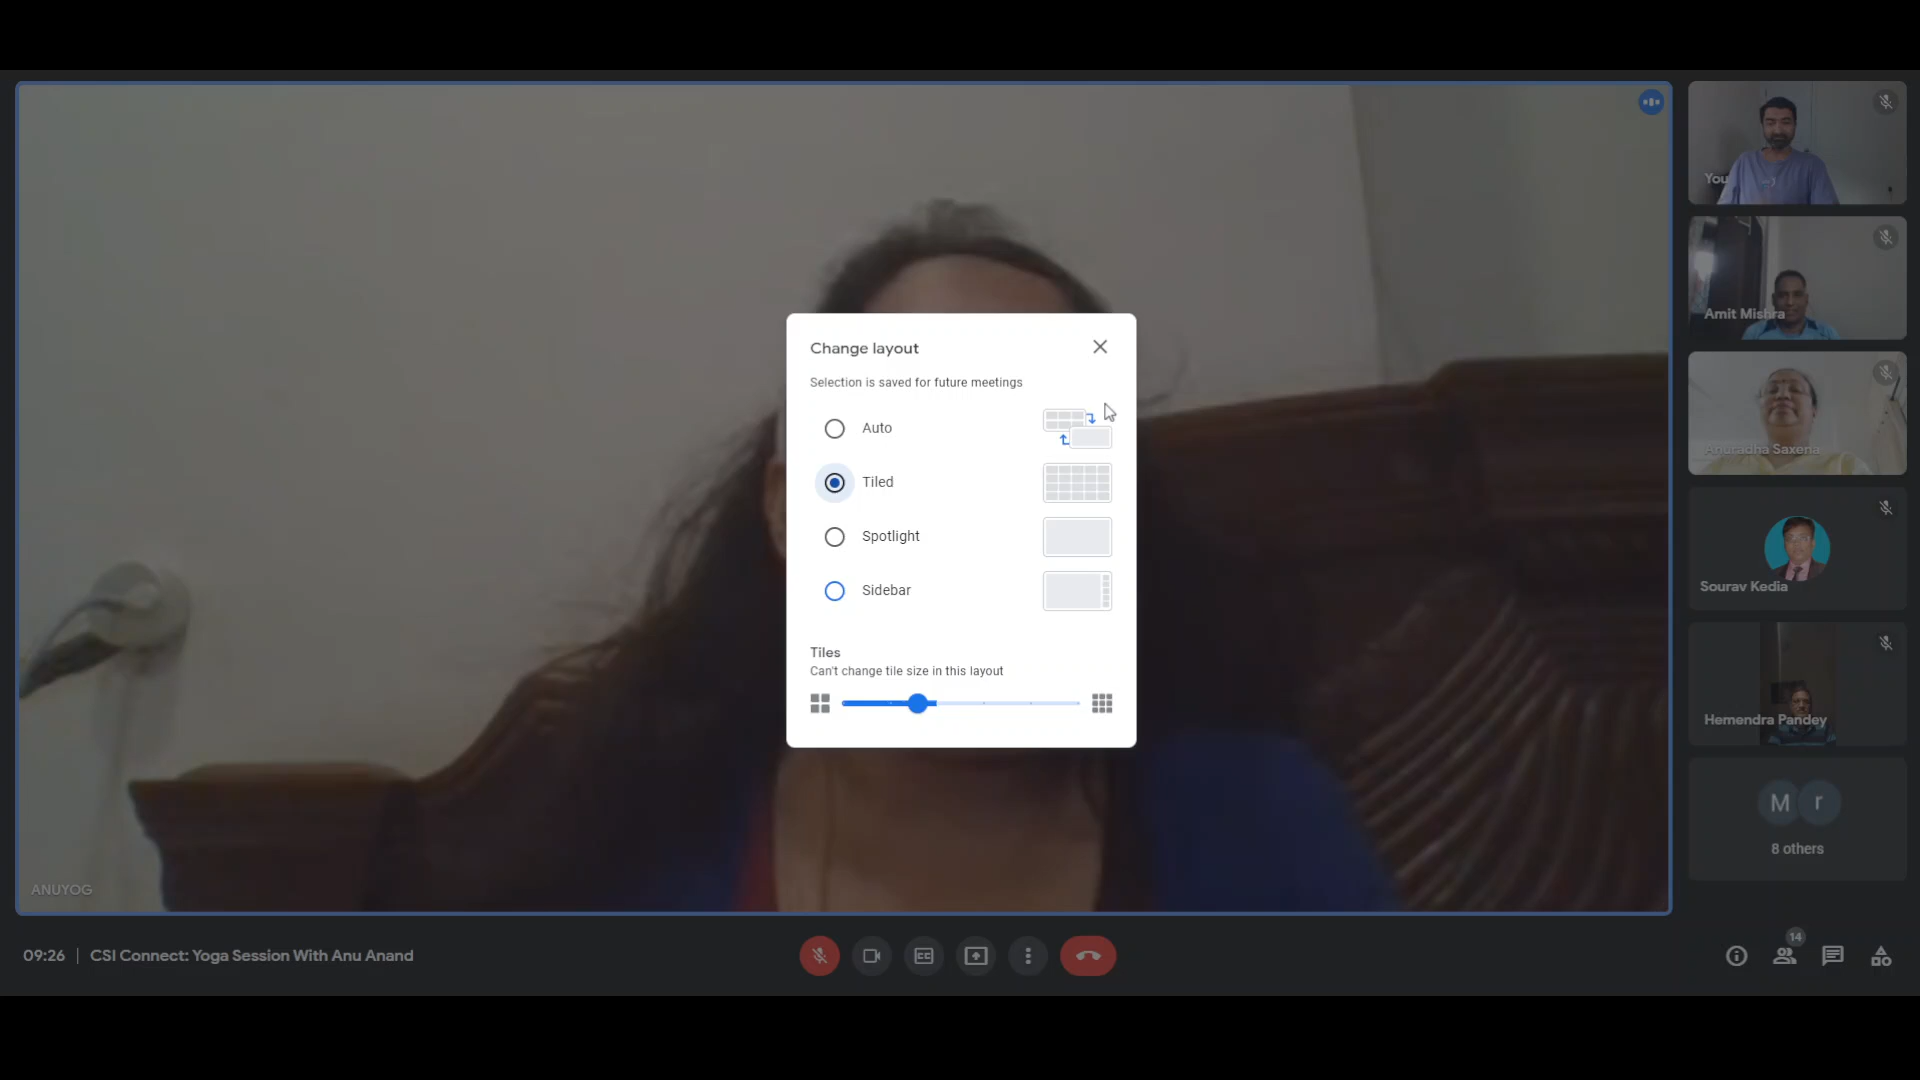 You
Amit Mishra
Anuradha Saxena
Sourav Kedia
Hemendra Pandey
M r
8 others
Change layout
Selection is saved for future meetings
Auto
Tiled
Spotlight
Sidebar
Tiles
Can't change tile size in this layout
ANUYOG
09:26 | CSI Connect: Yoga Session With Anu Anand
CC
14